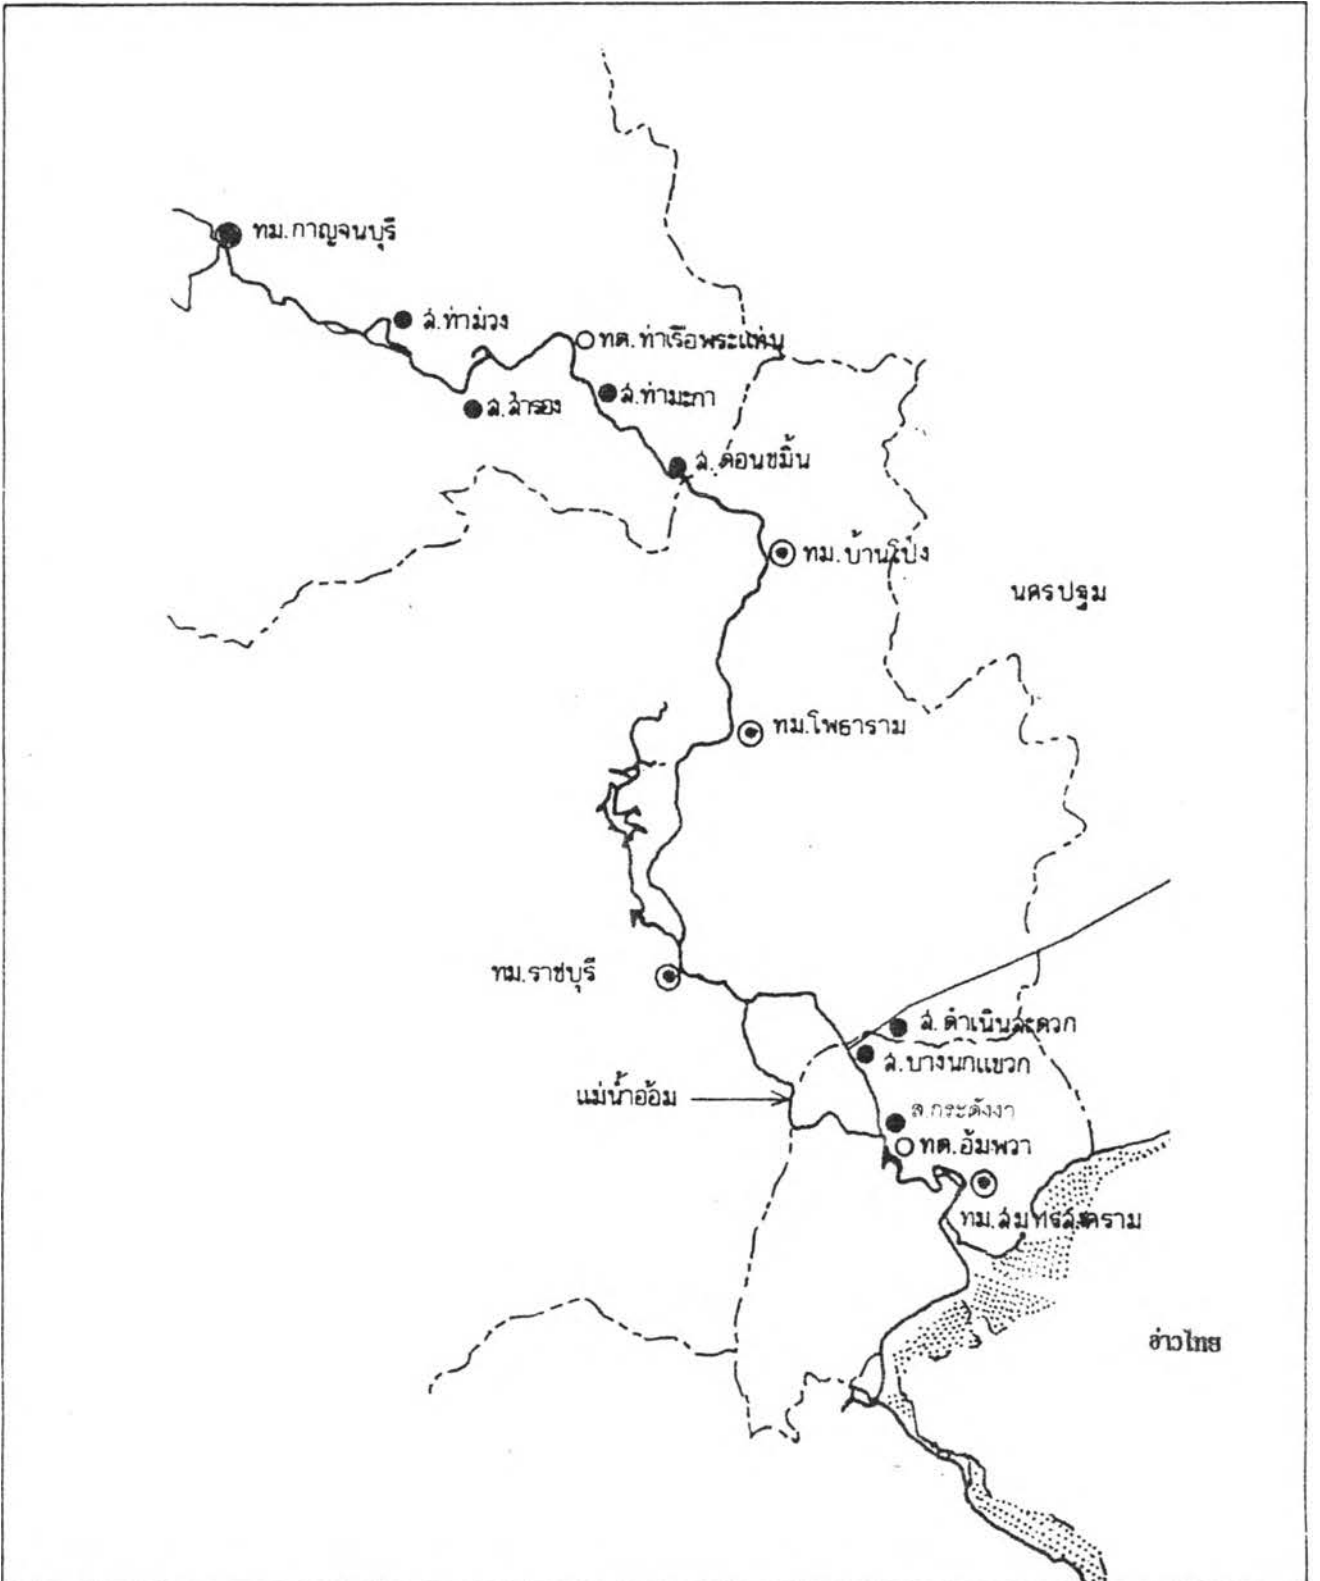 ทม.กาญจนบุรี
ส.ท่าม่วง
ทต.ท่าเรือพระแท่น
ส.ท่ามะกา
ส.สำรอง
ส.ดอนขมิ้น
ทม.บ้านโป่ง
นครปฐม
ทม.โพธาราม
ทม.ราชบุรี
ส.ดำเนินสะดวก
ส.บางนกแขวก
แม่น้ำอ้อม
ส.กระดังงา
ทต.อัมพวา
ทม.สมุทรสงคราม
อ่าวไทย